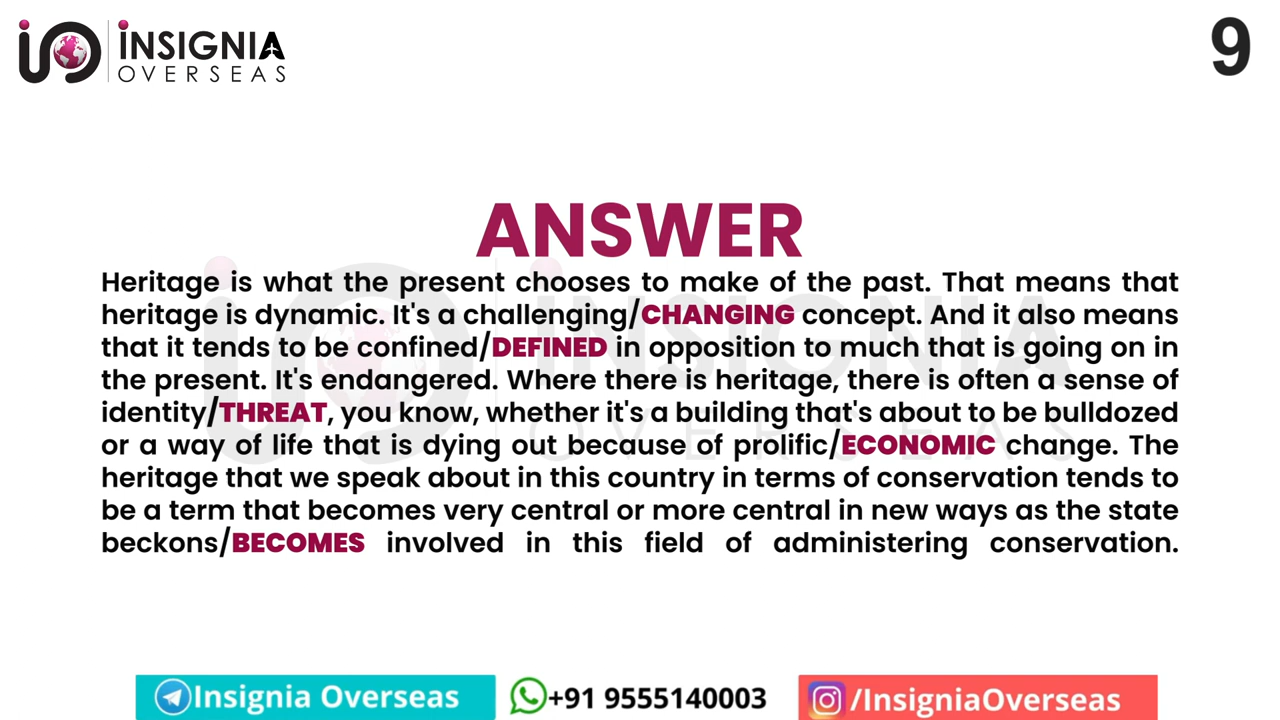 INSIGNIA
OVERSEAS
9
ANSWER
Heritage is what the present chooses to make of the past. That means that
heritage is dynamic. It's a challenging/CHANGING concept. And it also means
that it tends to be confined/DEFINED in opposition to much that is going on in
the present. It's endangered. Where there is heritage, there is often a sense of
identity/THREAT, you know, whether it's a building that's about to be bulldozed
or a way of life that is dying out because of prolific/ECONOMIC change. The
heritage that we speak about in this country in terms of conservation tends to
be a term that becomes very central or more central in new ways as the state
beckons/BECOMES involved in this field of administering conservation.
Insignia Overseas
+91 9555140003
/InsigniaOverseas